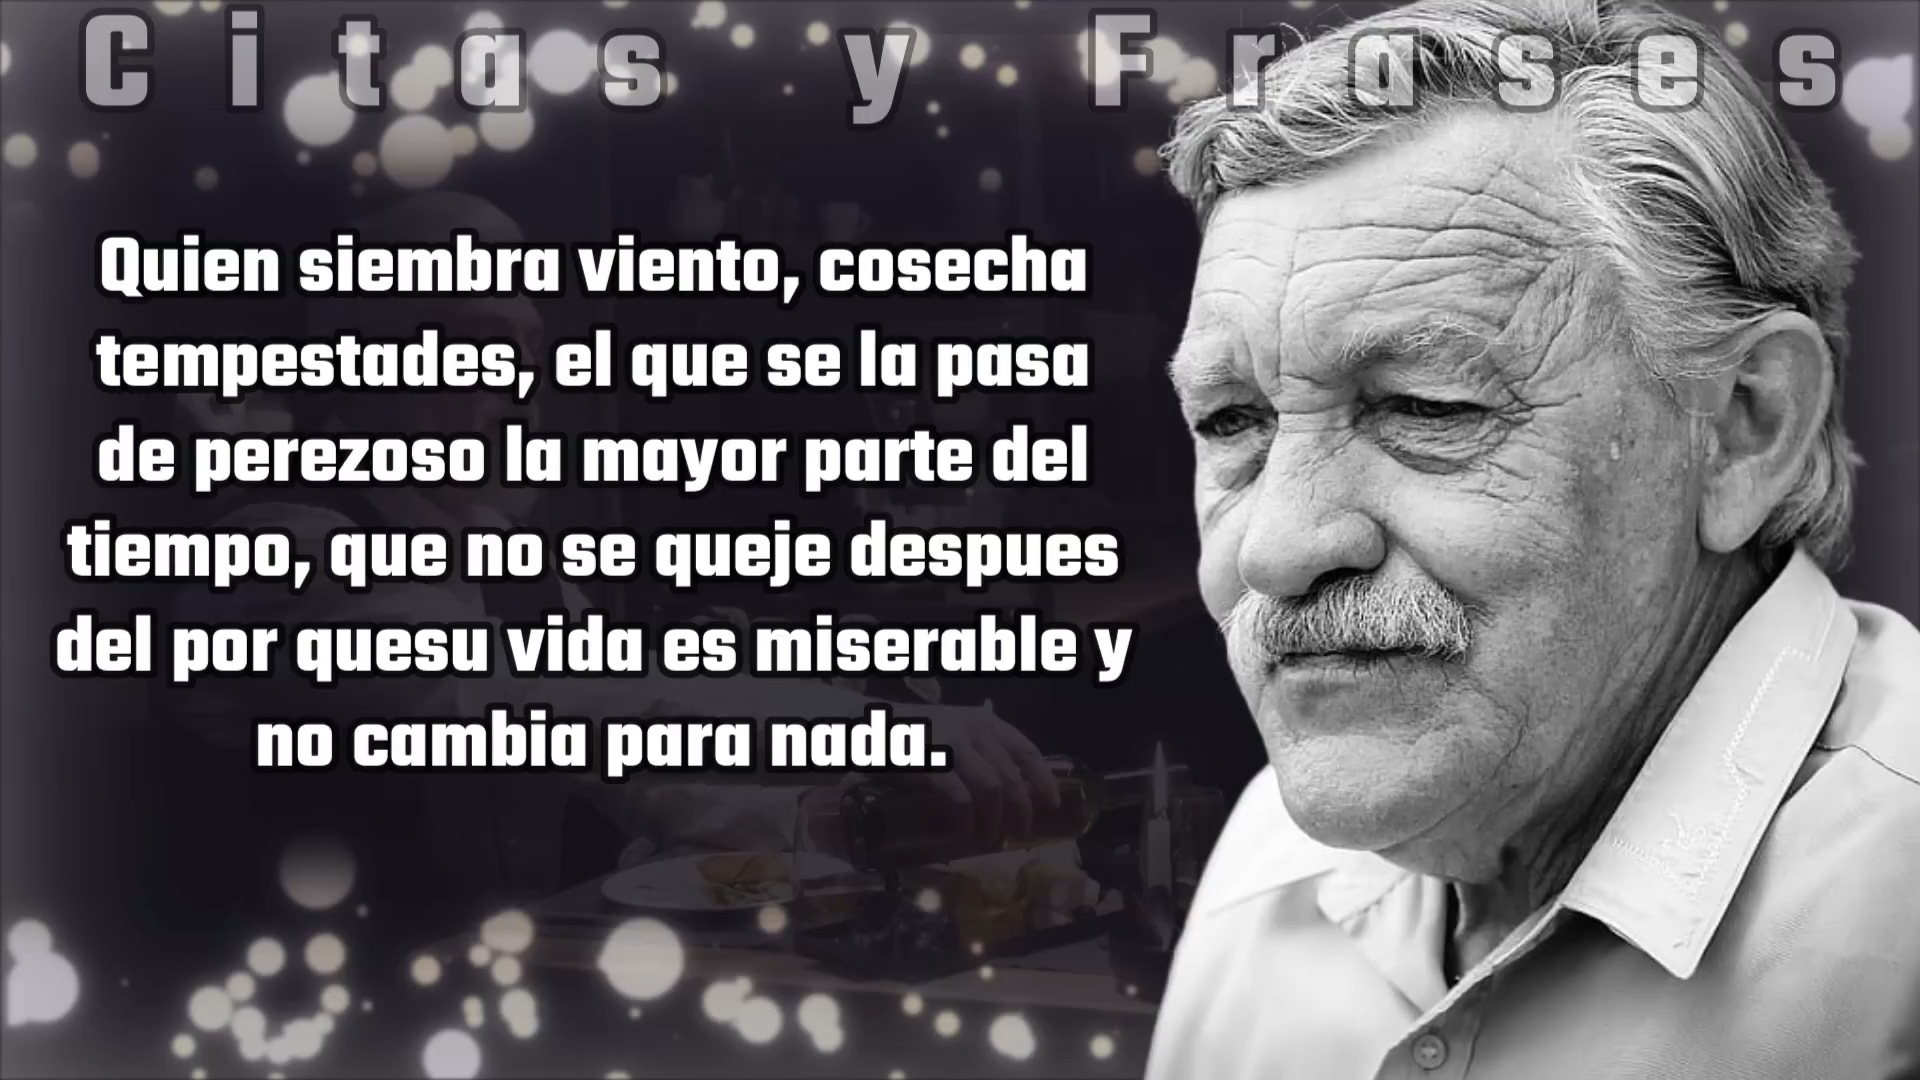 Citas y Frases
Quien siembra viento, cosecha
tempestades, el que se la pasa
de perezoso la mayor parte del
tiempo, que no se queje despues
del por quesu vida es miserable y
no cambia para nada.